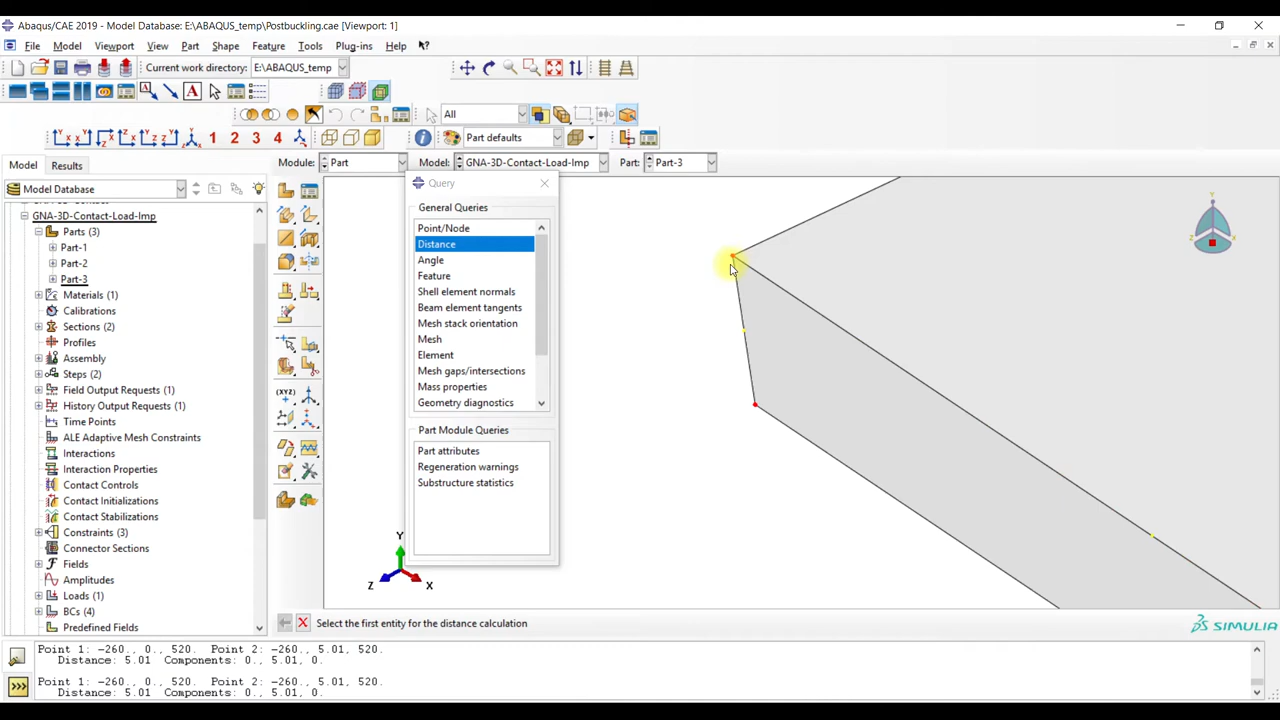 Abaqus/CAE 2019 - Model Database: E:\ABAQUS_temp\Postbuckling.cae [Viewport: 1]
File Model Viewport View Part Shape Feature Tools Plug-ins Help
Current work directory: E:\ABAQUS_temp
All
1 2 3 4 Part defaults
Model Results Module: Part Model: GNA-3D-Contact-Load-Imp Part: Part-3
Model Database
GNA-3D-Contact-Load-Imp
Parts (3)
Part-1
Part-2
Part-3
Materials (1)
Calibrations
Sections (2)
Profiles
Assembly
Steps (2)
Field Output Requests (1)
History Output Requests (1)
Time Points
ALE Adaptive Mesh Constraints
Interactions
Interaction Properties
Contact Controls
Contact Initializations
Contact Stabilizations
Constraints (3)
Connector Sections
Fields
Amplitudes
Loads (1)
BCs (4)
Predefined Fields
(XYZ)
Query
General Queries
Point/Node
Distance
Angle
Feature
Shell element normals
Beam element tangents
Mesh stack orientation
Mesh
Element
Mesh gaps/intersections
Mass properties
Geometry diagnostics
Part Module Queries
Part attributes
Regeneration warnings
Substructure statistics
Y
Z X
Y
Z X
Select the first entity for the distance calculation
SIMULIA
Point 1: -260., 0., 520. Point 2: -260., 5.01, 520.
Distance: 5.01 Components: 0., 5.01, 0.
Point 1: -260., 0., 520. Point 2: -260., 5.01, 520.
Distance: 5.01 Components: 0., 5.01, 0.
>>>